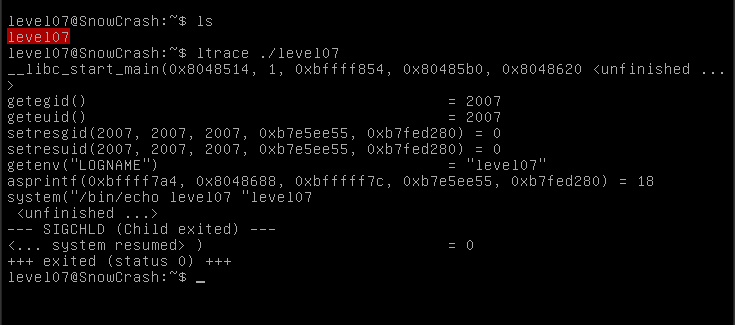 level07@SnowCrash:~$ ls
level07
level07@SnowCrash:~$ ltrace ./level07
__libc_start_main(0x8048514, 1, 0xbffff854, 0x80485b0, 0x8048620 <unfinished ...
>
getegid() = 2007
geteuid() = 2007
setresgid(2007, 2007, 2007, 0xb7e5ee55, 0xb7fed280) = 0
setresuid(2007, 2007, 2007, 0xb7e5ee55, 0xb7fed280) = 0
getenv("LOGNAME") = "level07"
asprintf(0xbffff7a4, 0x8048688, 0xbfffff7c, 0xb7e5ee55, 0xb7fed280) = 18
system("/bin/echo level07 "level07
 <unfinished ...>
--- SIGCHLD (Child exited) ---
<... system resumed> ) = 0
+++ exited (status 0) +++
level07@SnowCrash:~$ _